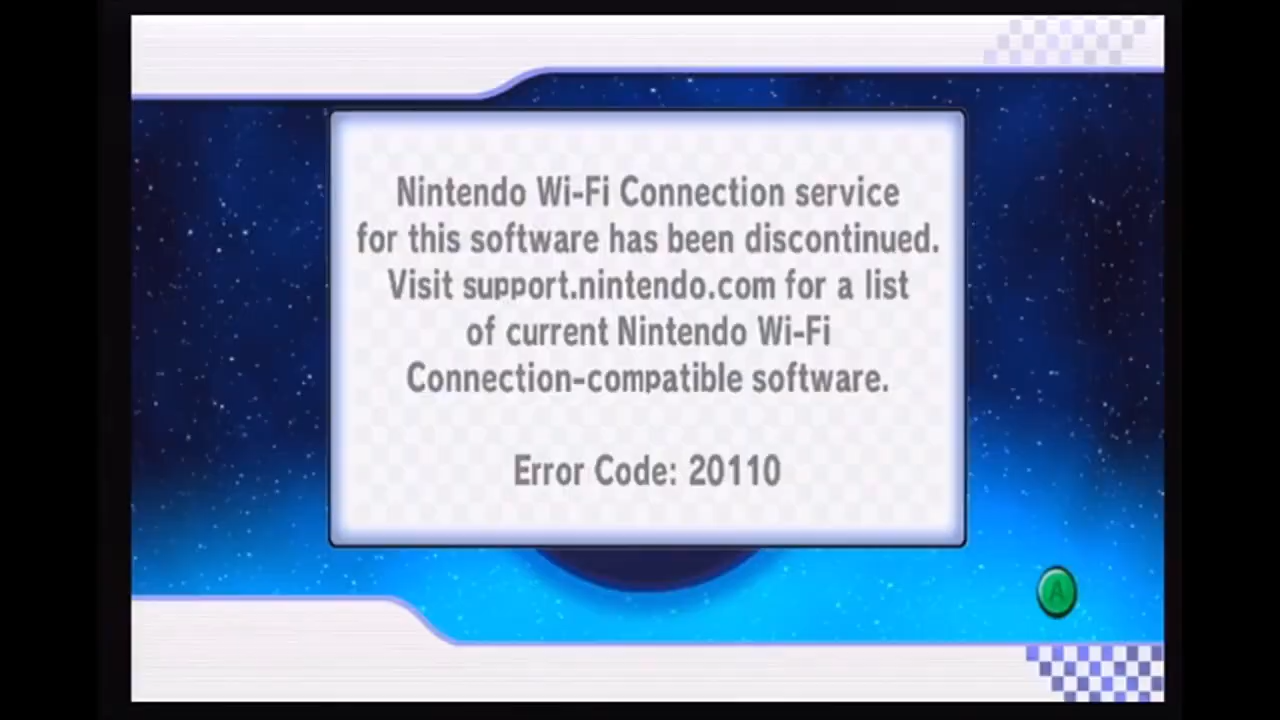 Nintendo Wi-Fi Connection service
for this software has been discontinued.
Visit support.nintendo.com for a list
of current Nintendo Wi-Fi
Connection-compatible software.
Error Code: 20110
A